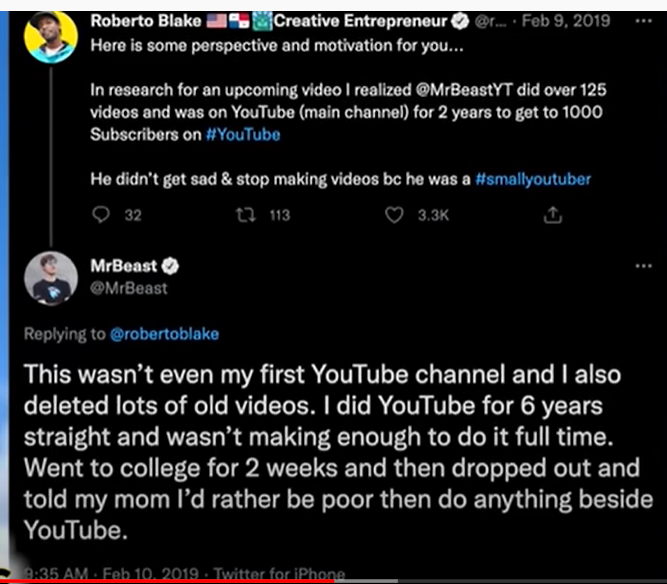 Roberto Blake 🇺🇸🇵🇦 Creative Entrepreneur @r... · Feb 9, 2019 ...
Here is some perspective and motivation for you...
In research for an upcoming video I realized @MrBeastYT did over 125
videos and was on YouTube (main channel) for 2 years to get to 1000
Subscribers on #YouTube
He didn't get sad & stop making videos bc he was a #smallyoutuber
32 113 3.3K
MrBeast ...
@MrBeast
Replying to @robertoblake
This wasn't even my first YouTube channel and I also
deleted lots of old videos. I did YouTube for 6 years
straight and wasn't making enough to do it full time.
Went to college for 2 weeks and then dropped out and
told my mom I'd rather be poor then do anything beside
YouTube.
9:35 AM · Feb 10, 2019 · Twitter for iPhone